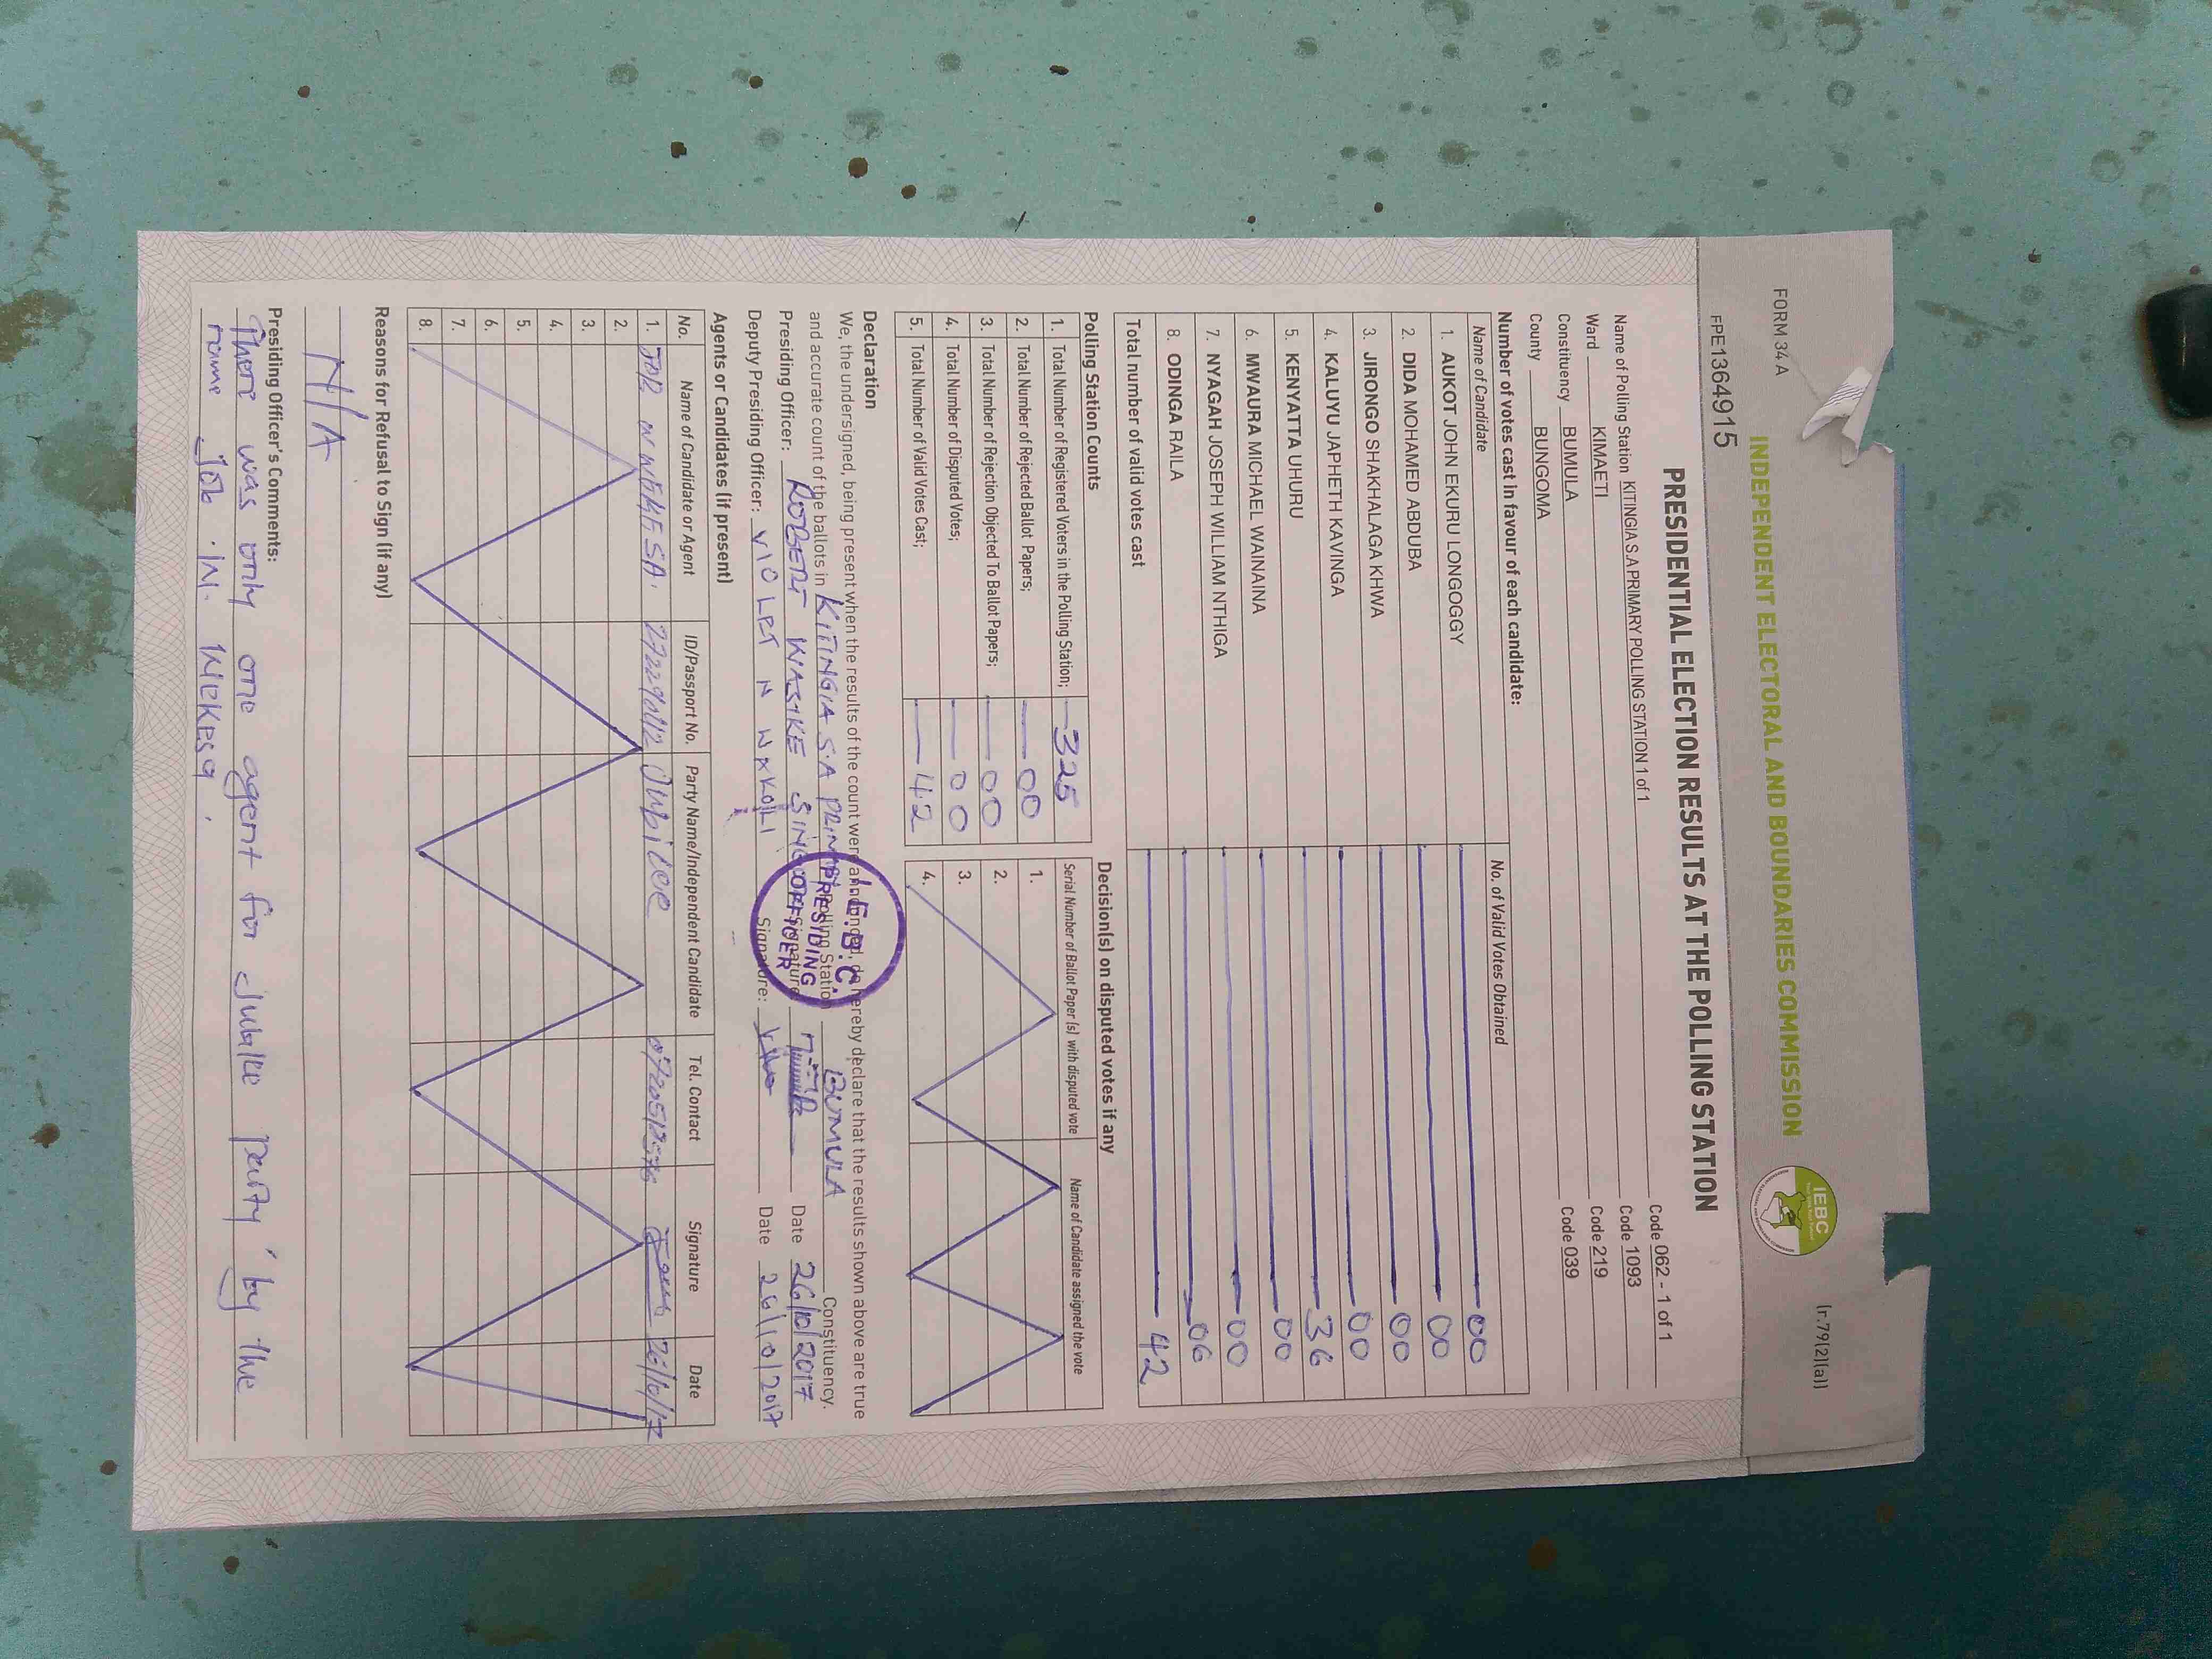 FORM 34A
(r.79(2)(a))
INDEPENDENT ELECTORAL AND BOUNDARIES COMMISSION
IEBC
FPE1364915
PRESIDENTIAL ELECTION RESULTS AT THE POLLING STATION
Name of Polling Station KITINGIA S.A PRIMARY POLLING STATION 1 of 1 Code 062 - 1 of 1
Ward KIMAETI Code 1093
Constituency BUMULA Code 219
County BUNGOMA Code 039
Number of votes cast in favour of each candidate:
Name of Candidate No. of Valid Votes Obtained
1. AUKOT JOHN EKURU LONGOGGY 00
2. DIDA MOHAMED ABDUBA 00
3. JIRONGO SHAKHALAGA KHWA 00
4. KALUYU JAPHETH KAVINGA 00
5. KENYATTA UHURU 36
6. MWAURA MICHAEL WAINAINA 00
7. NYAGAH JOSEPH WILLIAM NTHIGA 00
8. ODINGA RAILA 06
Total number of valid votes cast 42
Polling Station Counts
1. Total Number of Registered Voters in the Polling Station; 325
2. Total Number of Rejected Ballot Papers; 00
3. Total Number of Rejection Objected To Ballot Papers; 00
4. Total Number of Disputed Votes; 00
5. Total Number of Valid Votes Cast; 42
Decision(s) on disputed votes if any
Serial Number of Ballot Paper (s) with disputed vote Name of Candidate assigned the vote
1.
2.
3.
4.
Declaration
We, the undersigned, being present when the results of the count were announced, do hereby declare that the results shown above are true
and accurate count of the ballots in KITINGIA S.A PRIM Polling Station BUMULA Constituency.
Presiding Officer: ROBERT WASIKE Signature: Date 26/10/2017
Deputy Presiding Officer: VIOLET N Signature: Date 26/10/2017
I.E.B.C.
PRESIDING
OFFICER
Agents or Candidates (if present)
No. Name of Candidate or Agent ID/Passport No. Party Name/Independent Candidate Tel. Contact Signature Date
1. WEKESA. Jubilee 26/10/17
2.
3.
4.
5.
6.
7.
8.
Reasons for Refusal to Sign (if any)
N/A
Presiding Officer's Comments:
There was only one agent for Jubilee party by the
name Job .IN. Wekesa.